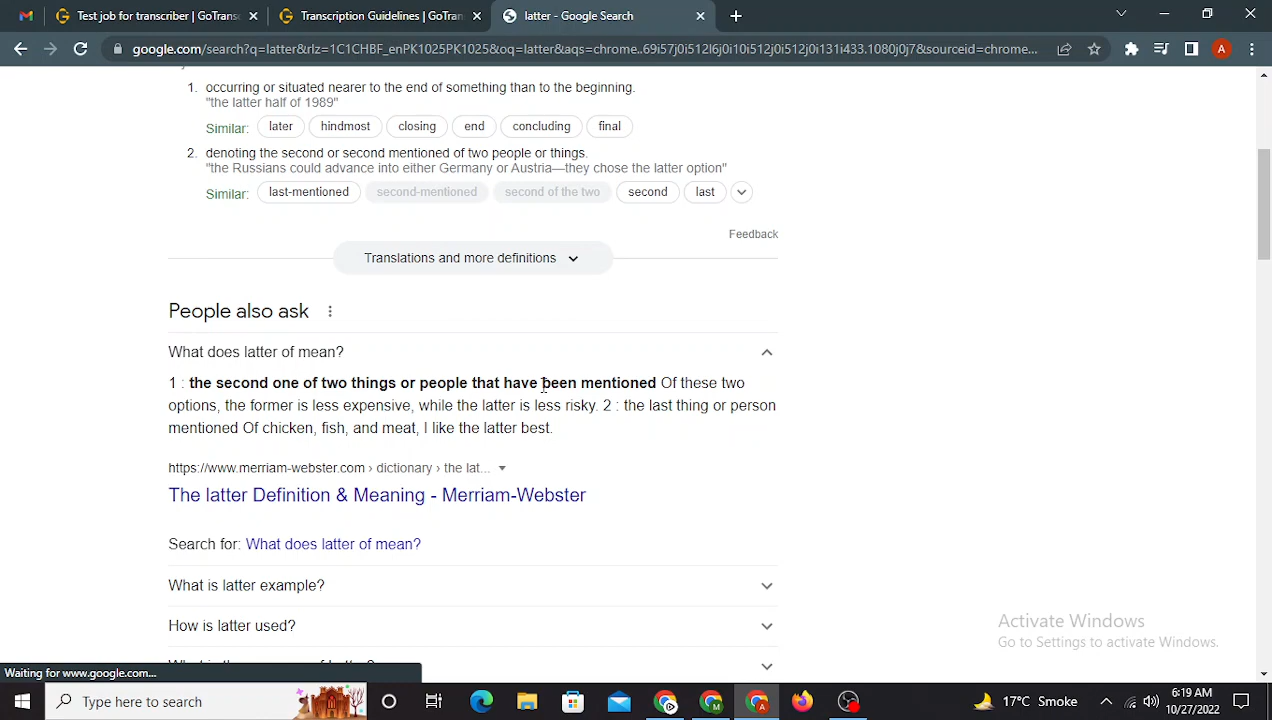 Test job for transcriber | GoTrans
Transcription Guidelines | GoTran
latter - Google Search
google.com/search?q=latter&rlz=1C1CHBF_enPK1025PK1025&oq=latter&aqs=chrome..69i57j0i512l6j0i10i512j0i512j0i131i433.1080j0j7&sourceid=chrome...
A
1. occurring or situated nearer to the end of something than to the beginning.
"the latter half of 1989"
Similar: later hindmost closing end concluding final
2. denoting the second or second mentioned of two people or things.
"the Russians could advance into either Germany or Austria—they chose the latter option"
Similar: last-mentioned second-mentioned second of the two second last
Feedback
Translations and more definitions
People also ask
What does latter of mean?
1 : the second one of two things or people that have been mentioned Of these two
options, the former is less expensive, while the latter is less risky. 2 : the last thing or person
mentioned Of chicken, fish, and meat, I like the latter best.
https://www.merriam-webster.com › dictionary › the lat...
The latter Definition & Meaning - Merriam-Webster
Search for: What does latter of mean?
What is latter example?
How is latter used?
Activate Windows
Go to Settings to activate Windows.
Waiting for www.google.com...
Type here to search
M
A
17°C Smoke
6:19 AM
10/27/2022